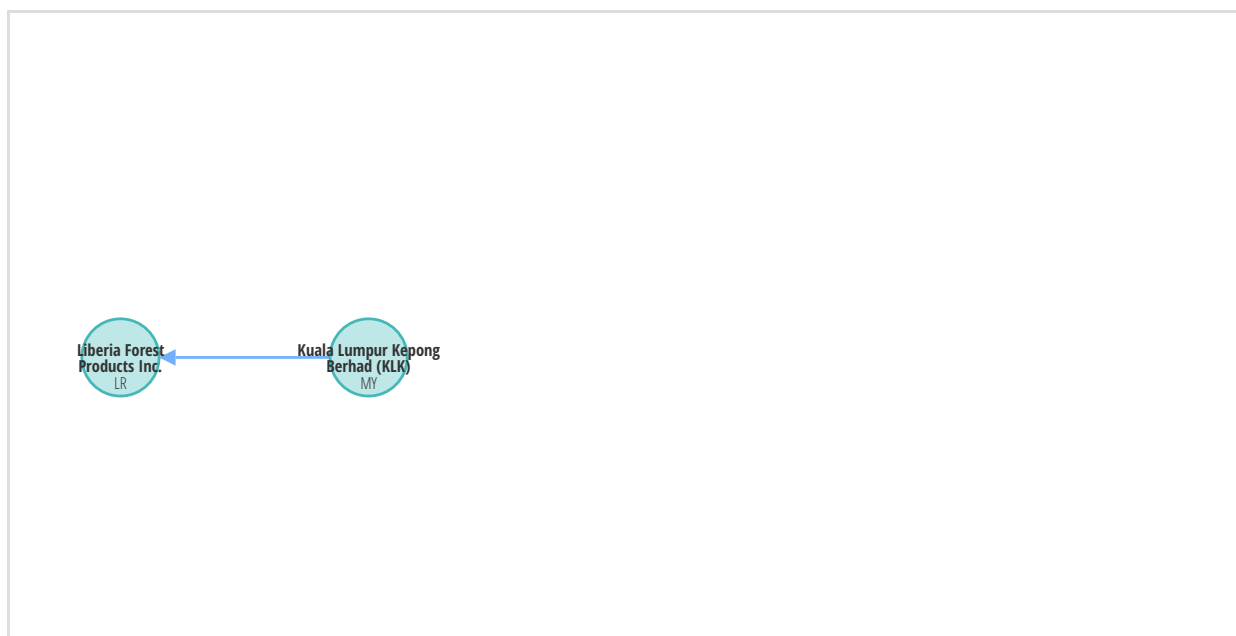 Liberia Forest
Products Inc.
LR
Kuala Lumpur Kepong
Berhad (KLK)
MY